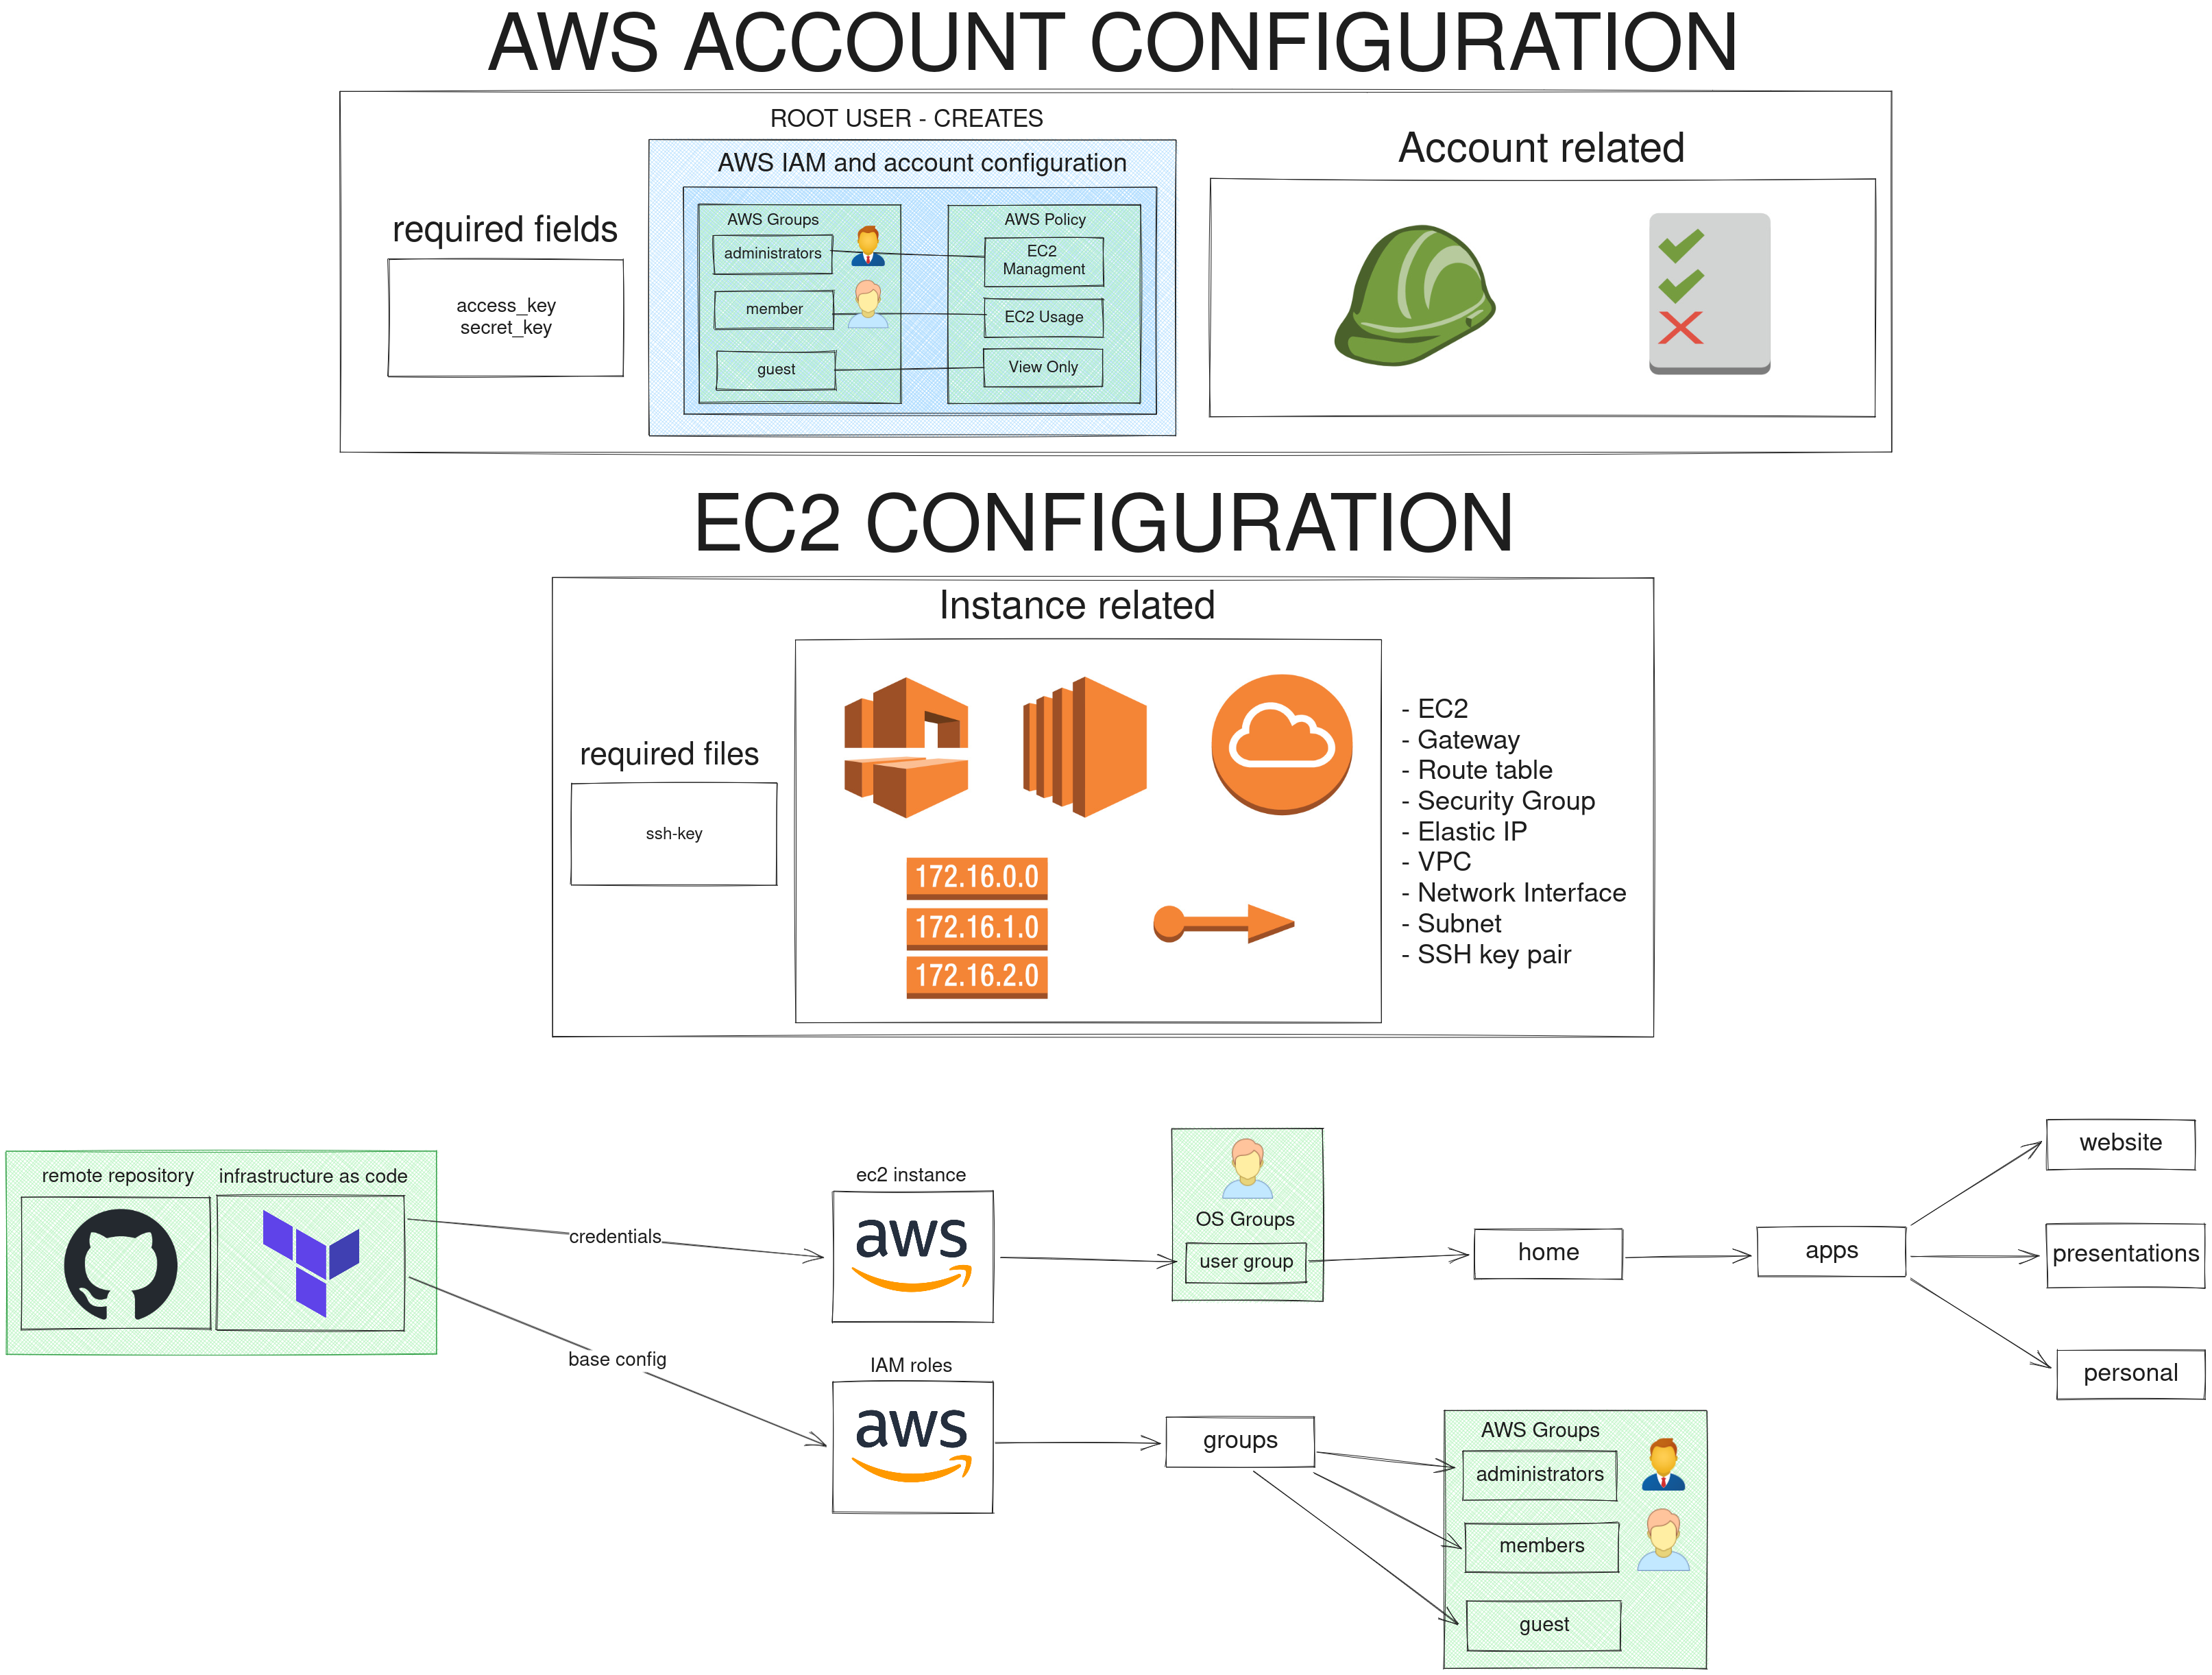 AWS ACCOUNT CONFIGURATION
ROOT USER - CREATES
AWS IAM and account configuration
Account related
required fields
access_key
secret_key
AWS Groups
administrators
member
guest
AWS Policy
EC2
Managment
EC2 Usage
View Only
EC2 CONFIGURATION
Instance related
required files
ssh-key
172.16.0.0
172.16.1.0
172.16.2.0
- EC2
- Gateway
- Route table
- Security Group
- Elastic IP
- VPC
- Network Interface
- Subnet
- SSH key pair
remote repository
infrastructure as code
credentials
base config
ec2 instance
aws
OS Groups
user group
home
apps
website
presentations
personal
IAM roles
aws
groups
AWS Groups
administrators
members
guest